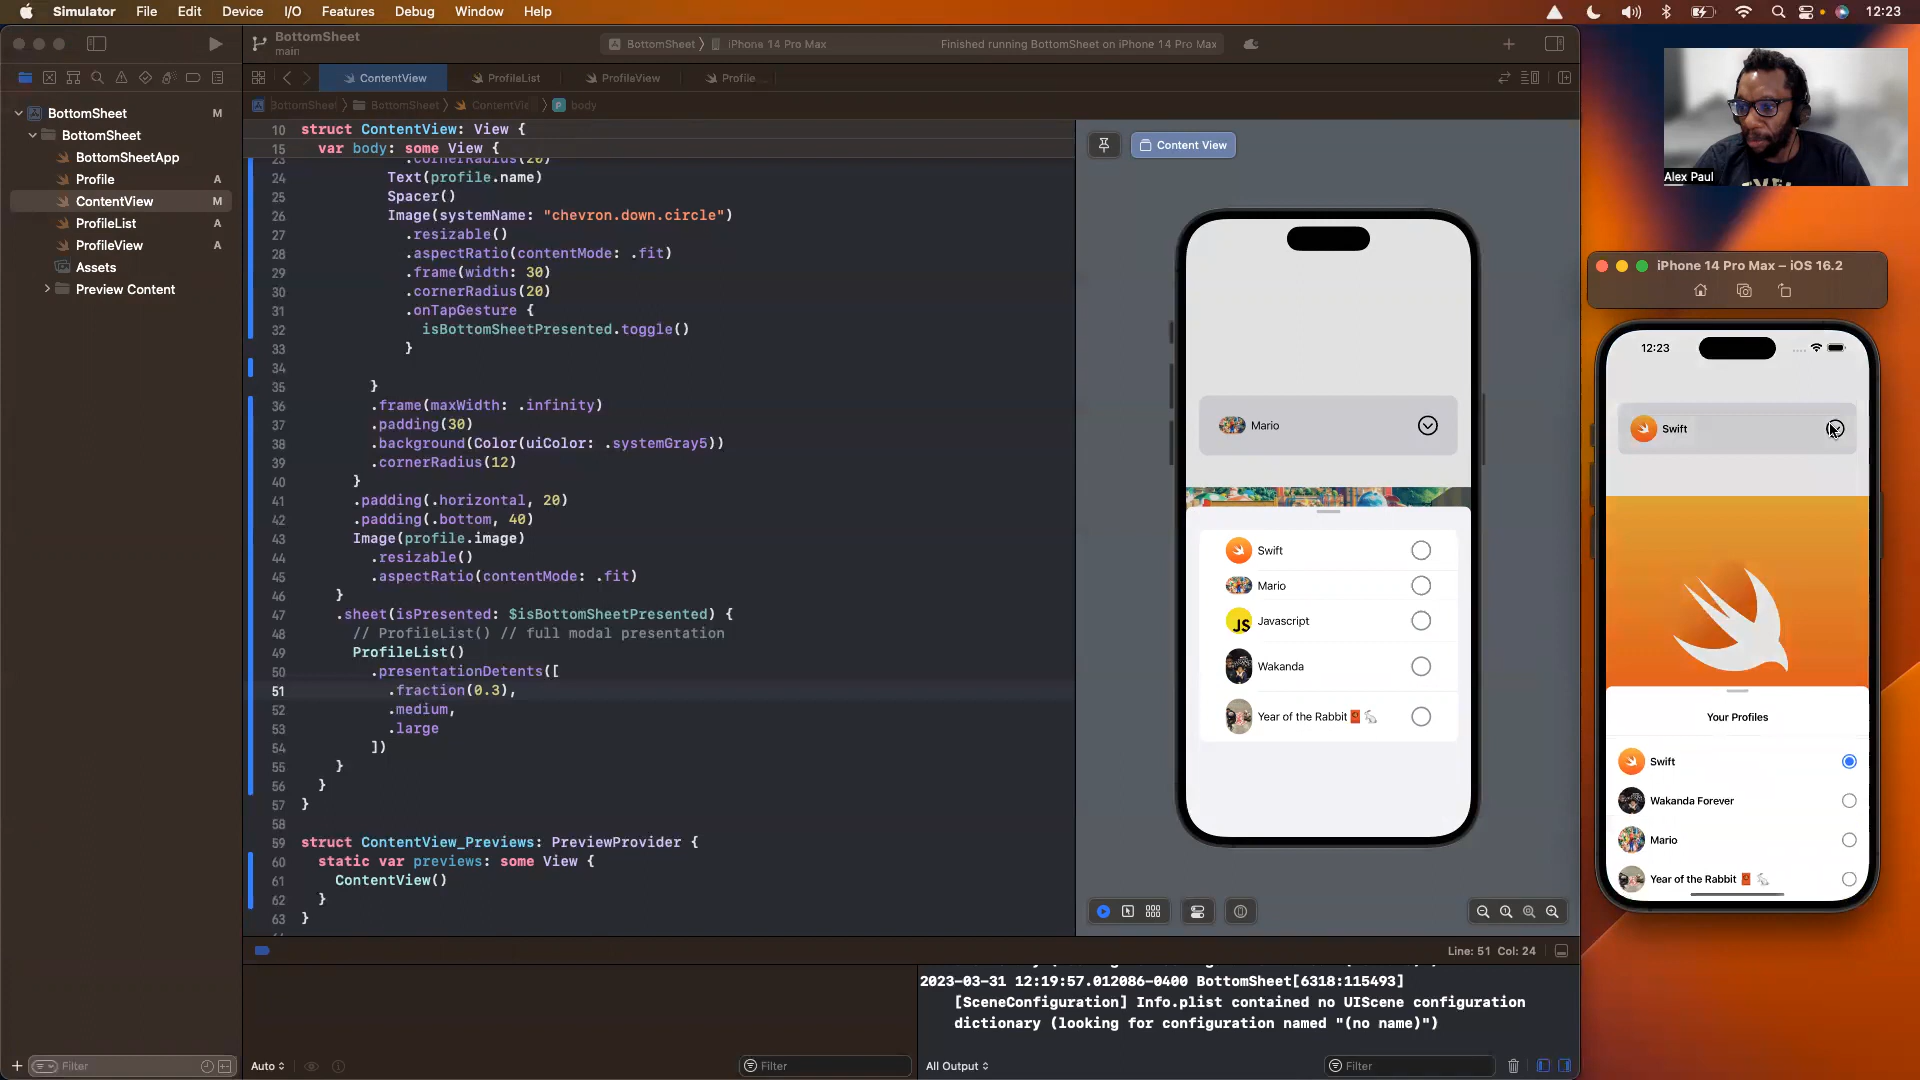 Simulator File Edit Device I/O Features Debug Window Help 12:23
BottomSheet
main
BottomSheet iPhone 14 Pro Max Finished running BottomSheet on iPhone 14 Pro Max
ContentView ProfileList ProfileView Profile
BottomSheet BottomSheet ContentView body
BottomSheet M
BottomSheet
BottomSheetApp
Profile A
ContentView M
ProfileList A
ProfileView A
Assets
Preview Content
10 struct ContentView: View {
15 var body: some View {
23 .cornerRadius(20)
24 Text(profile.name)
25 Spacer()
26 Image(systemName: "chevron.down.circle")
27 .resizable()
28 .aspectRatio(contentMode: .fit)
29 .frame(width: 30)
30 .cornerRadius(20)
31 .onTapGesture {
32 isBottomSheetPresented.toggle()
33 }
34
35 }
36 .frame(maxWidth: .infinity)
37 .padding(30)
38 .background(Color(uiColor: .systemGray5))
39 .cornerRadius(12)
40 }
41 .padding(.horizontal, 20)
42 .padding(.bottom, 40)
43 Image(profile.image)
44 .resizable()
45 .aspectRatio(contentMode: .fit)
46 }
47 .sheet(isPresented: $isBottomSheetPresented) {
48 // ProfileList() // full modal presentation
49 ProfileList()
50 .presentationDetents([
51 .fraction(0.3),
52 .medium,
53 .large
54 ])
55 }
56 }
57 }
58
59 struct ContentView_Previews: PreviewProvider {
60 static var previews: some View {
61 ContentView()
62 }
63 }
Content View
Mario
Swift
Mario
JS Javascript
Wakanda
Year of the Rabbit 🧧 🐇
Line: 51 Col: 24
2023-03-31 12:19:57.012086-0400 BottomSheet[6318:115493]
[SceneConfiguration] Info.plist contained no UIScene configuration
dictionary (looking for configuration named "(no name)")
Filter
Auto
Filter
All Output
Filter
Alex Paul
iPhone 14 Pro Max – iOS 16.2
12:23
Swift
Your Profiles
Swift
Wakanda Forever
Mario
Year of the Rabbit 🧧 🐇